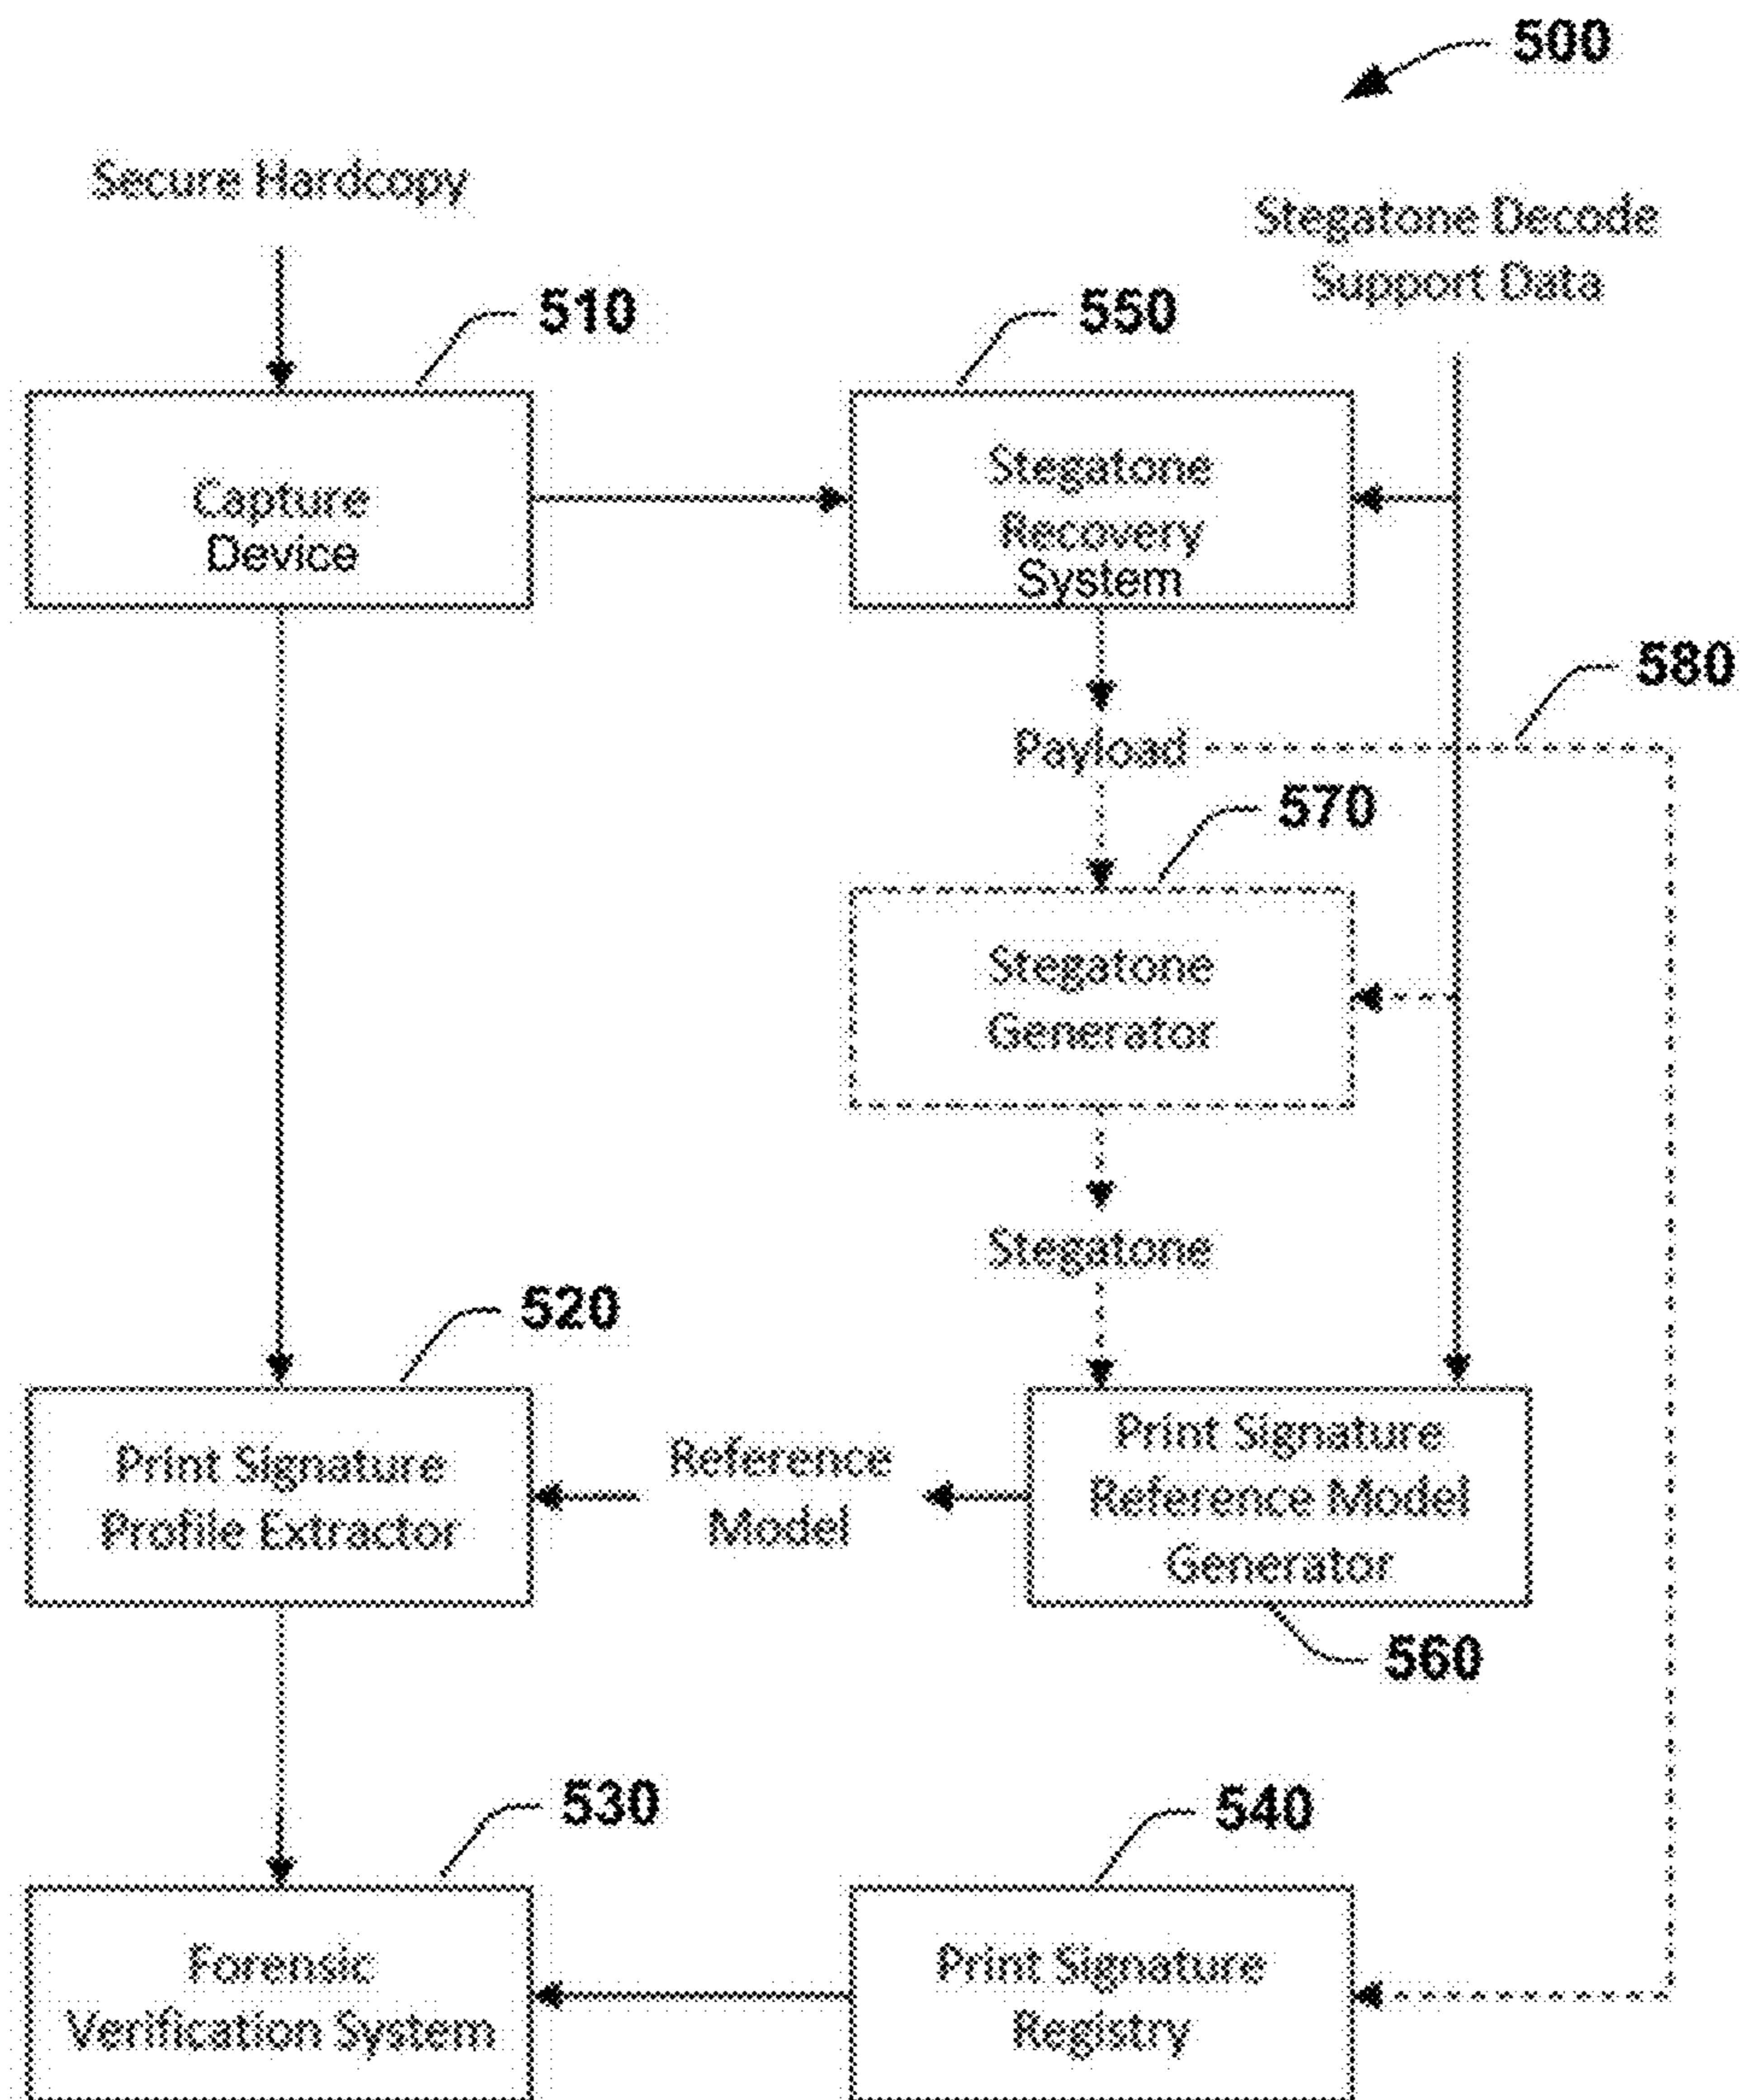 500
Secure Hardcopy
Stegatone Decode
Support Data
510
550
Capture
Device
Stegatone
Recovery
System
580
Payload
570
Stegatone
Generator
Stegatone
520
Print Signature
Profile Extractor
Reference
Model
Print Signature
Reference Model
Generator
560
530
540
Forensic
Verification System
Print Signature
Registry